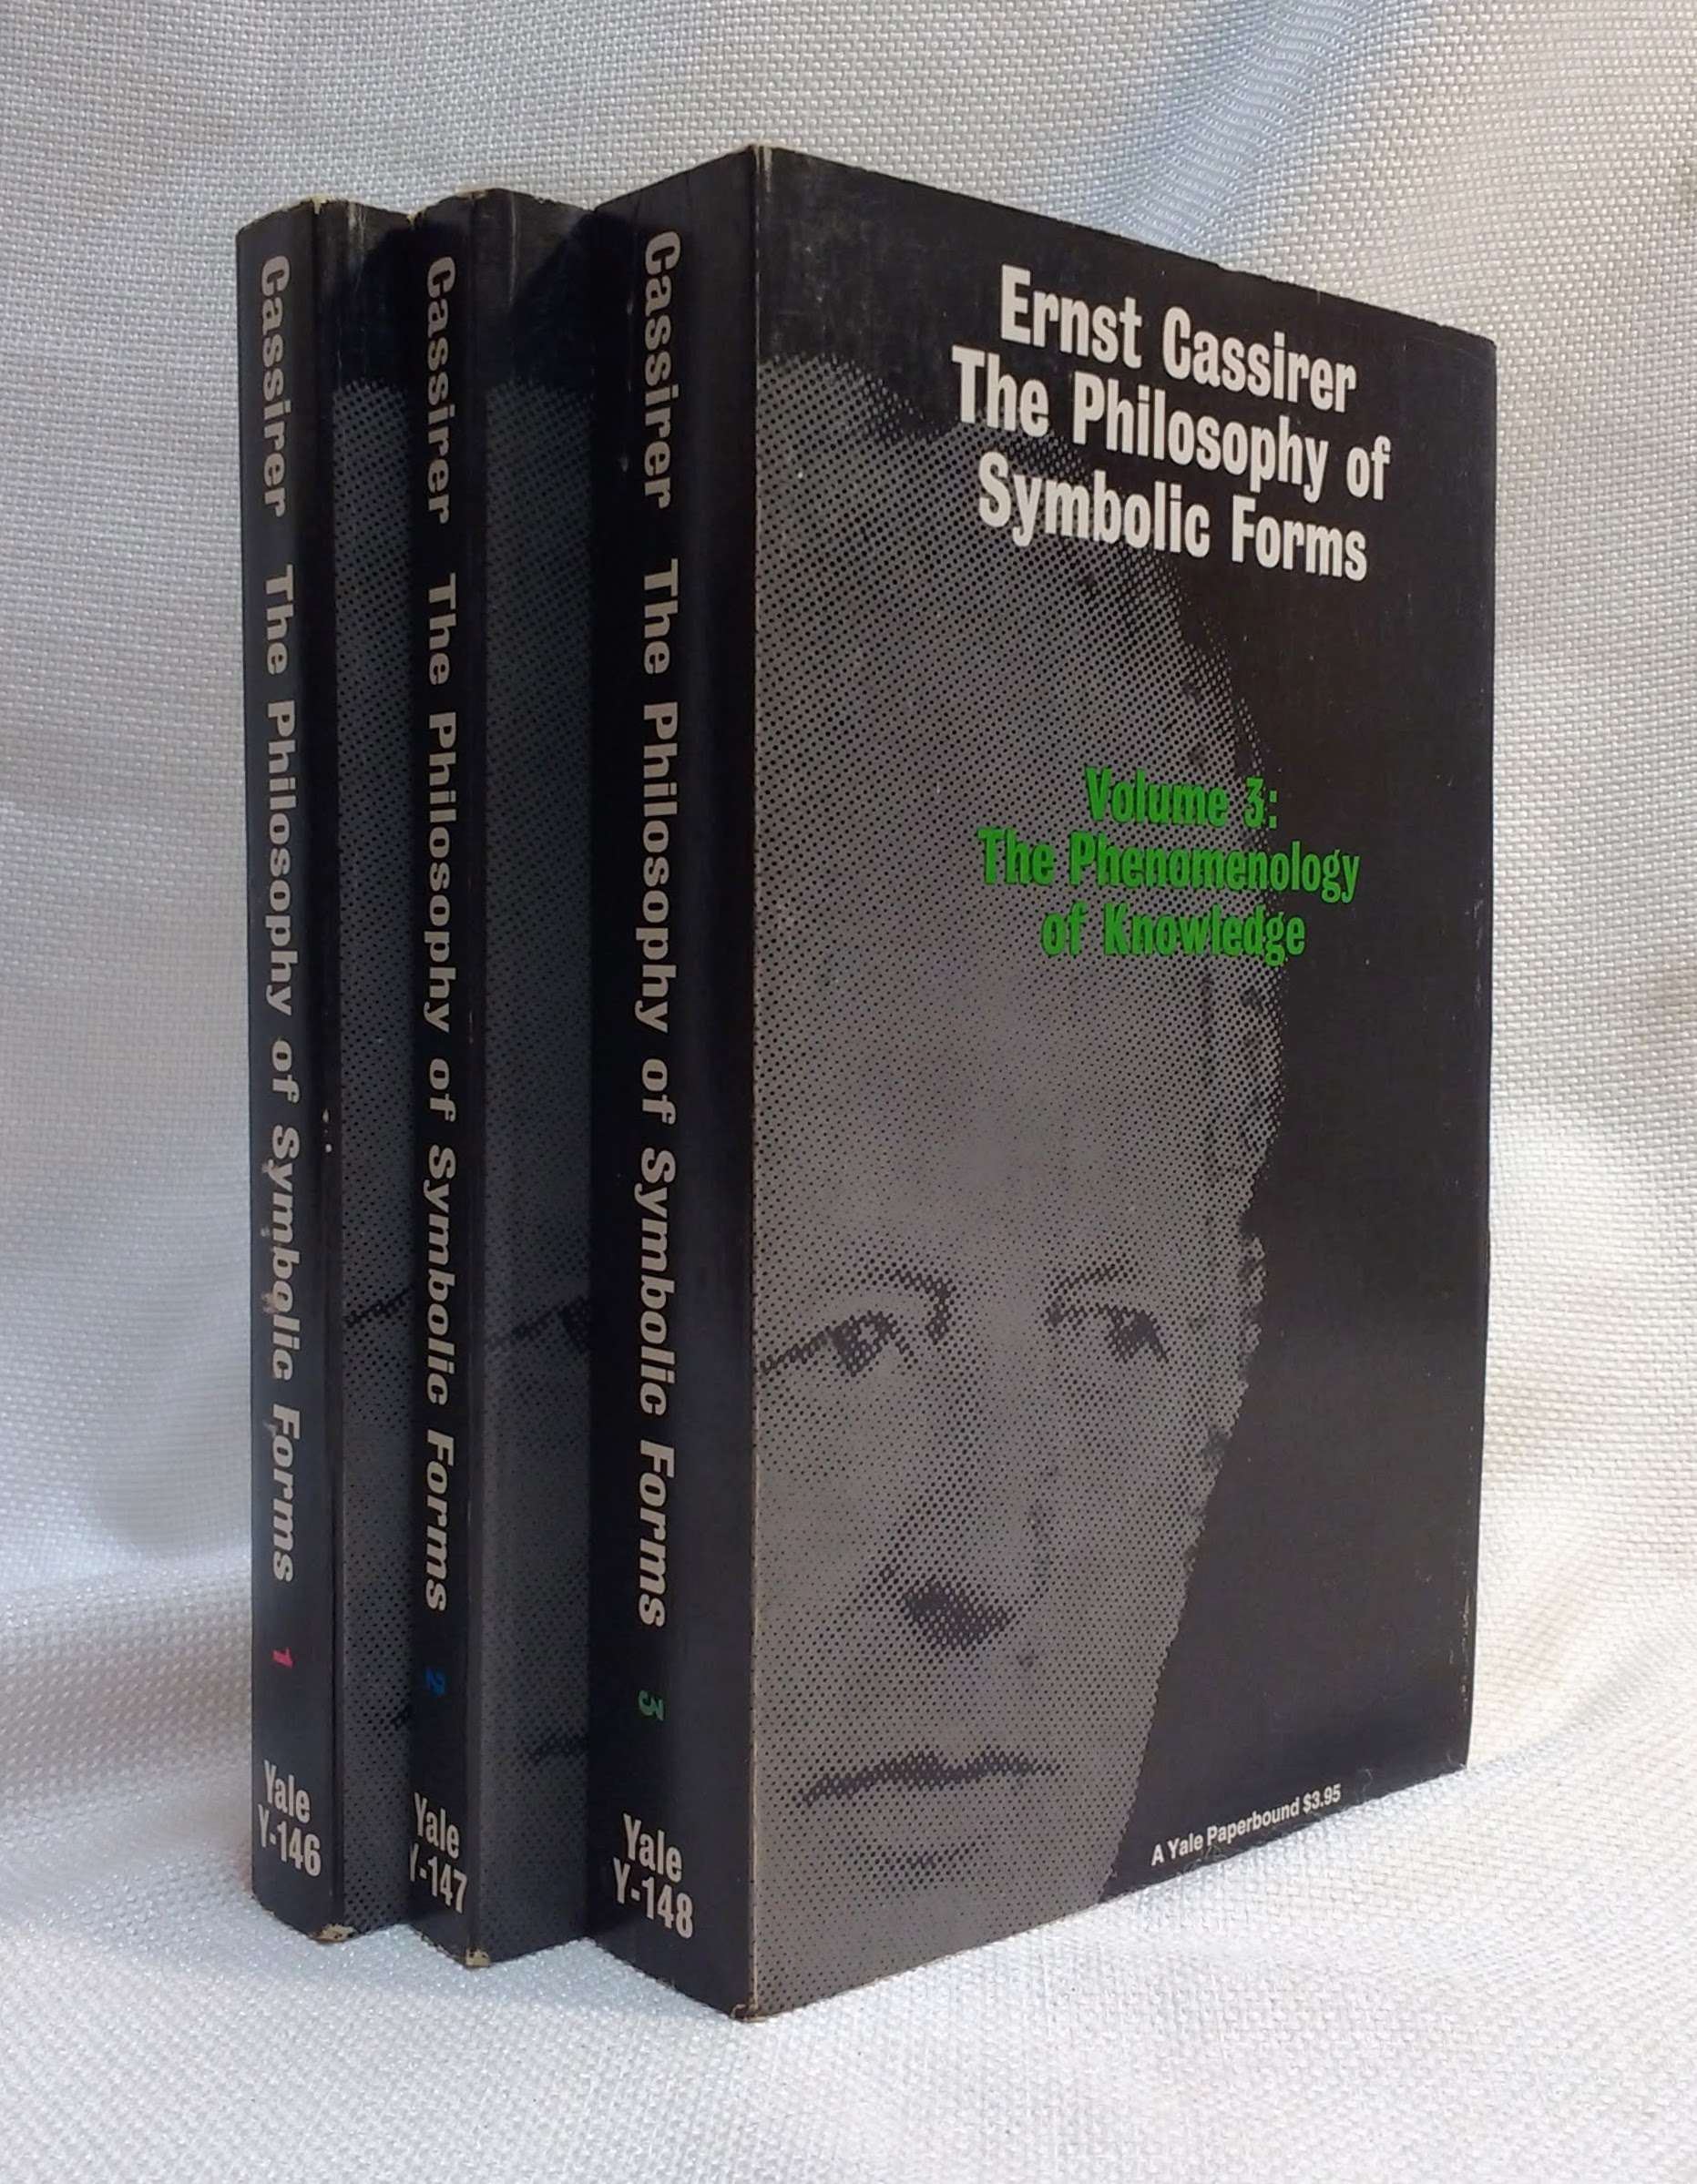 Cassirer The Philosophy of Symbolic Forms 1
Yale
Y-146
Cassirer The Philosophy of Symbolic Forms 2
Yale
Y-147
Cassirer The Philosophy of Symbolic Forms 3
Yale
Y-148
Ernst Cassirer
The Philosophy of
Symbolic Forms
Volume 3:
The Phenomenology
of Knowledge
A Yale Paperbound $3.95